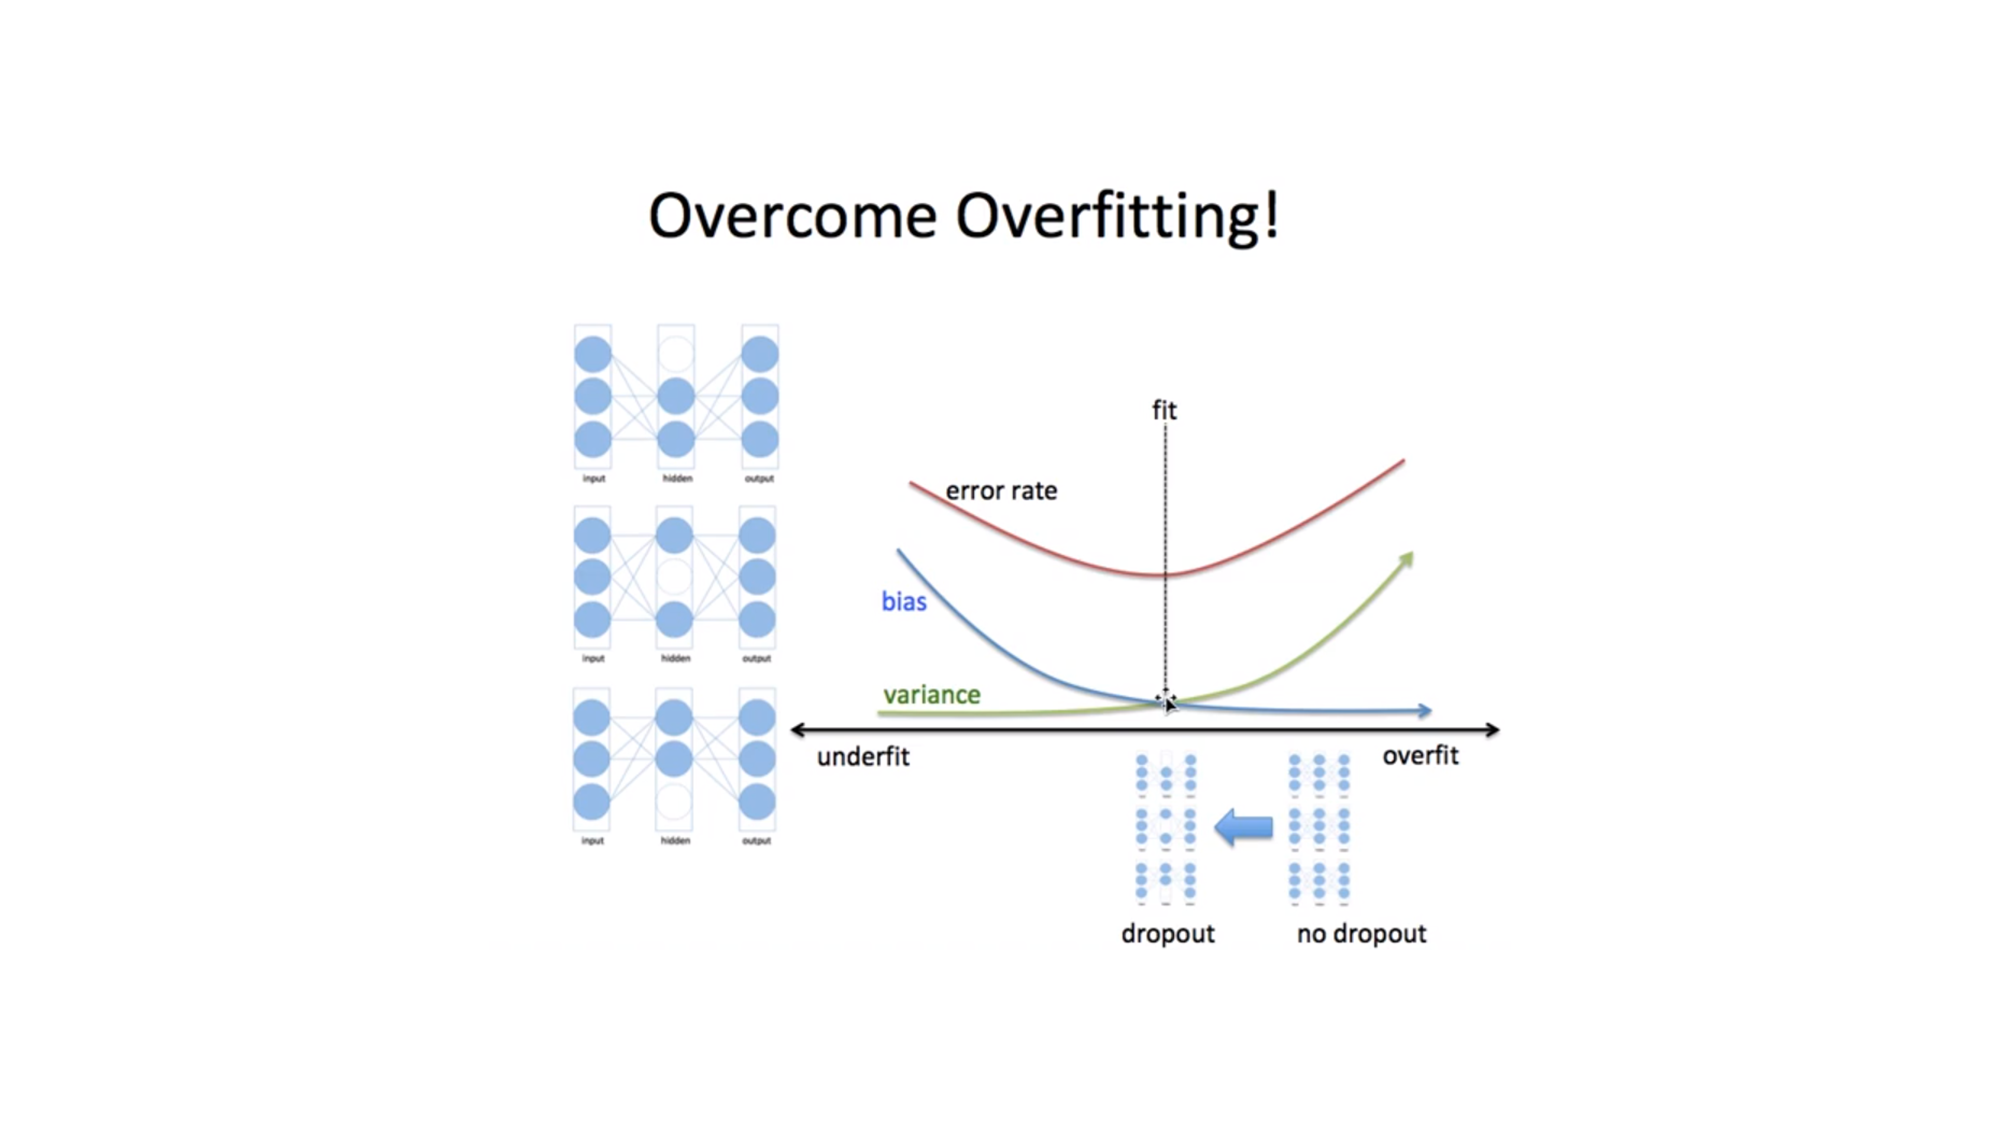 Overcome Overfitting!
input hidden output
input hidden output
input hidden output
fit
error rate
bias
variance
underfit
overfit
dropout
no dropout